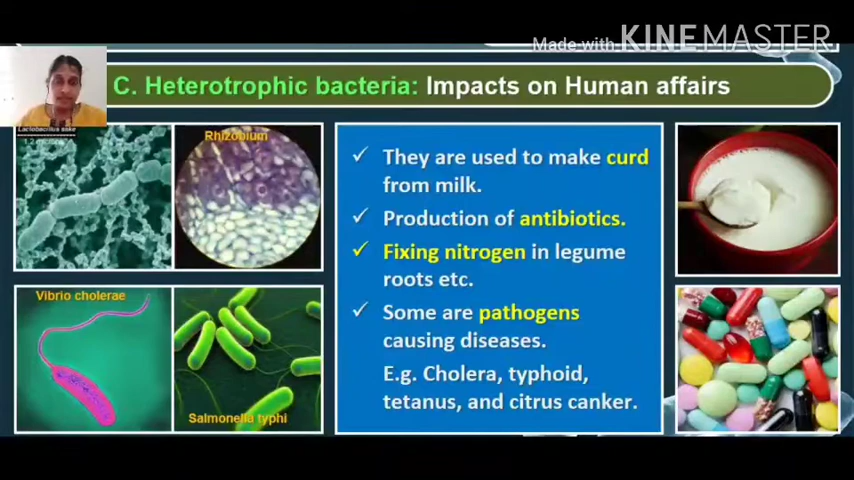 Made with KINEMASTER
C. Heterotrophic bacteria: Impacts on Human affairs
Lactobacillus sake
Rhizobium
They are used to make curd
from milk.
Production of antibiotics.
Fixing nitrogen in legume
roots etc.
Some are pathogens
causing diseases.
E.g. Cholera, typhoid,
tetanus, and citrus canker.
Vibrio cholerae
Salmonella typhi